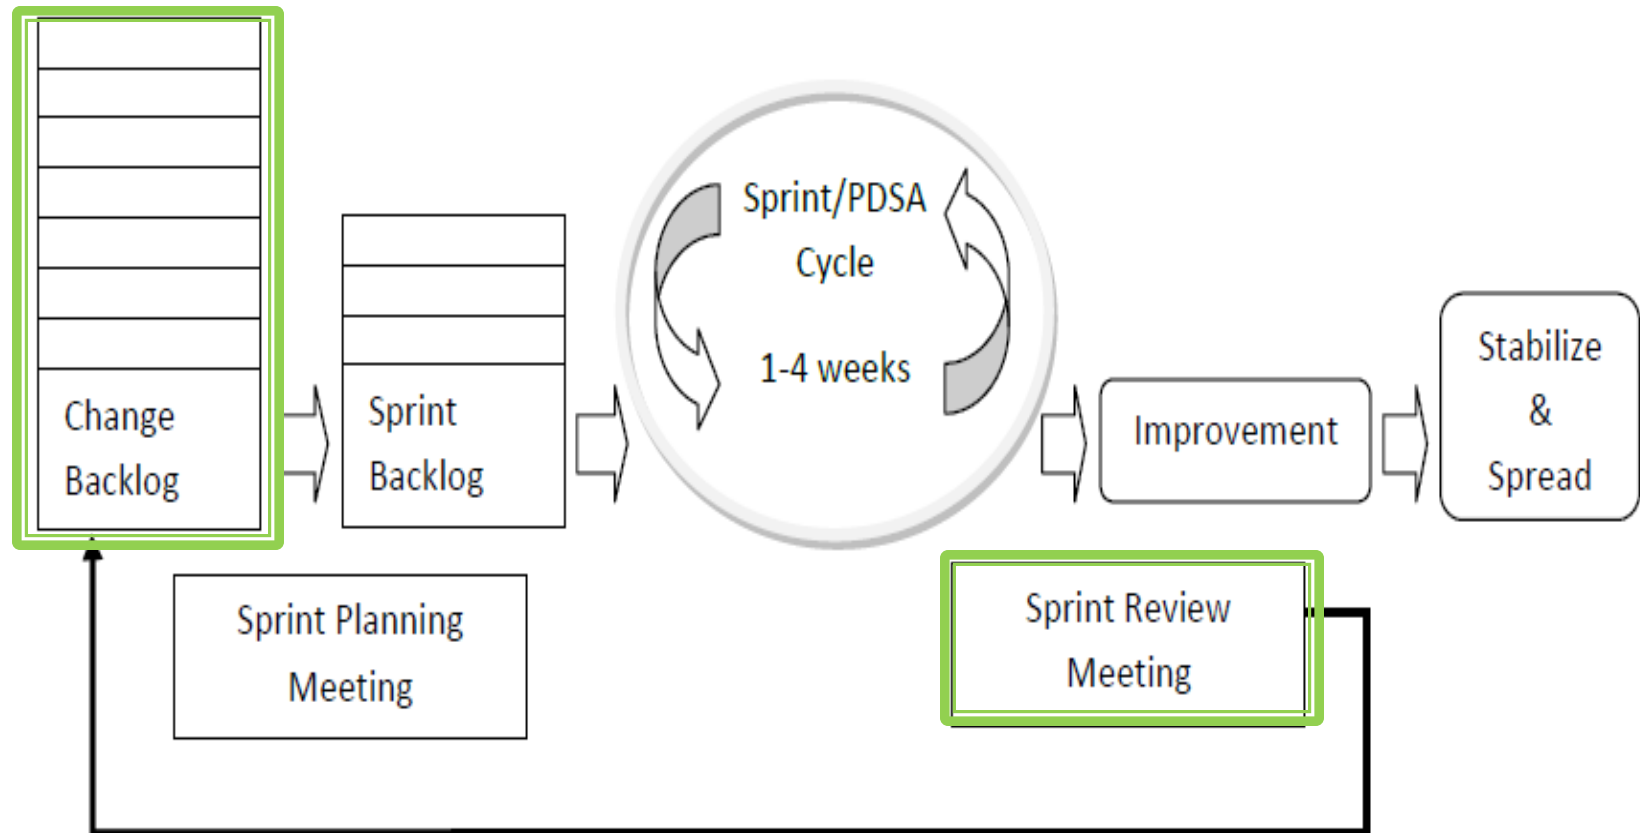 Change
Backlog
Sprint
Backlog
Sprint/PDSA
Cycle
1-4 weeks
Improvement
Stabilize
&
Spread
Sprint Planning
Meeting
Sprint Review
Meeting